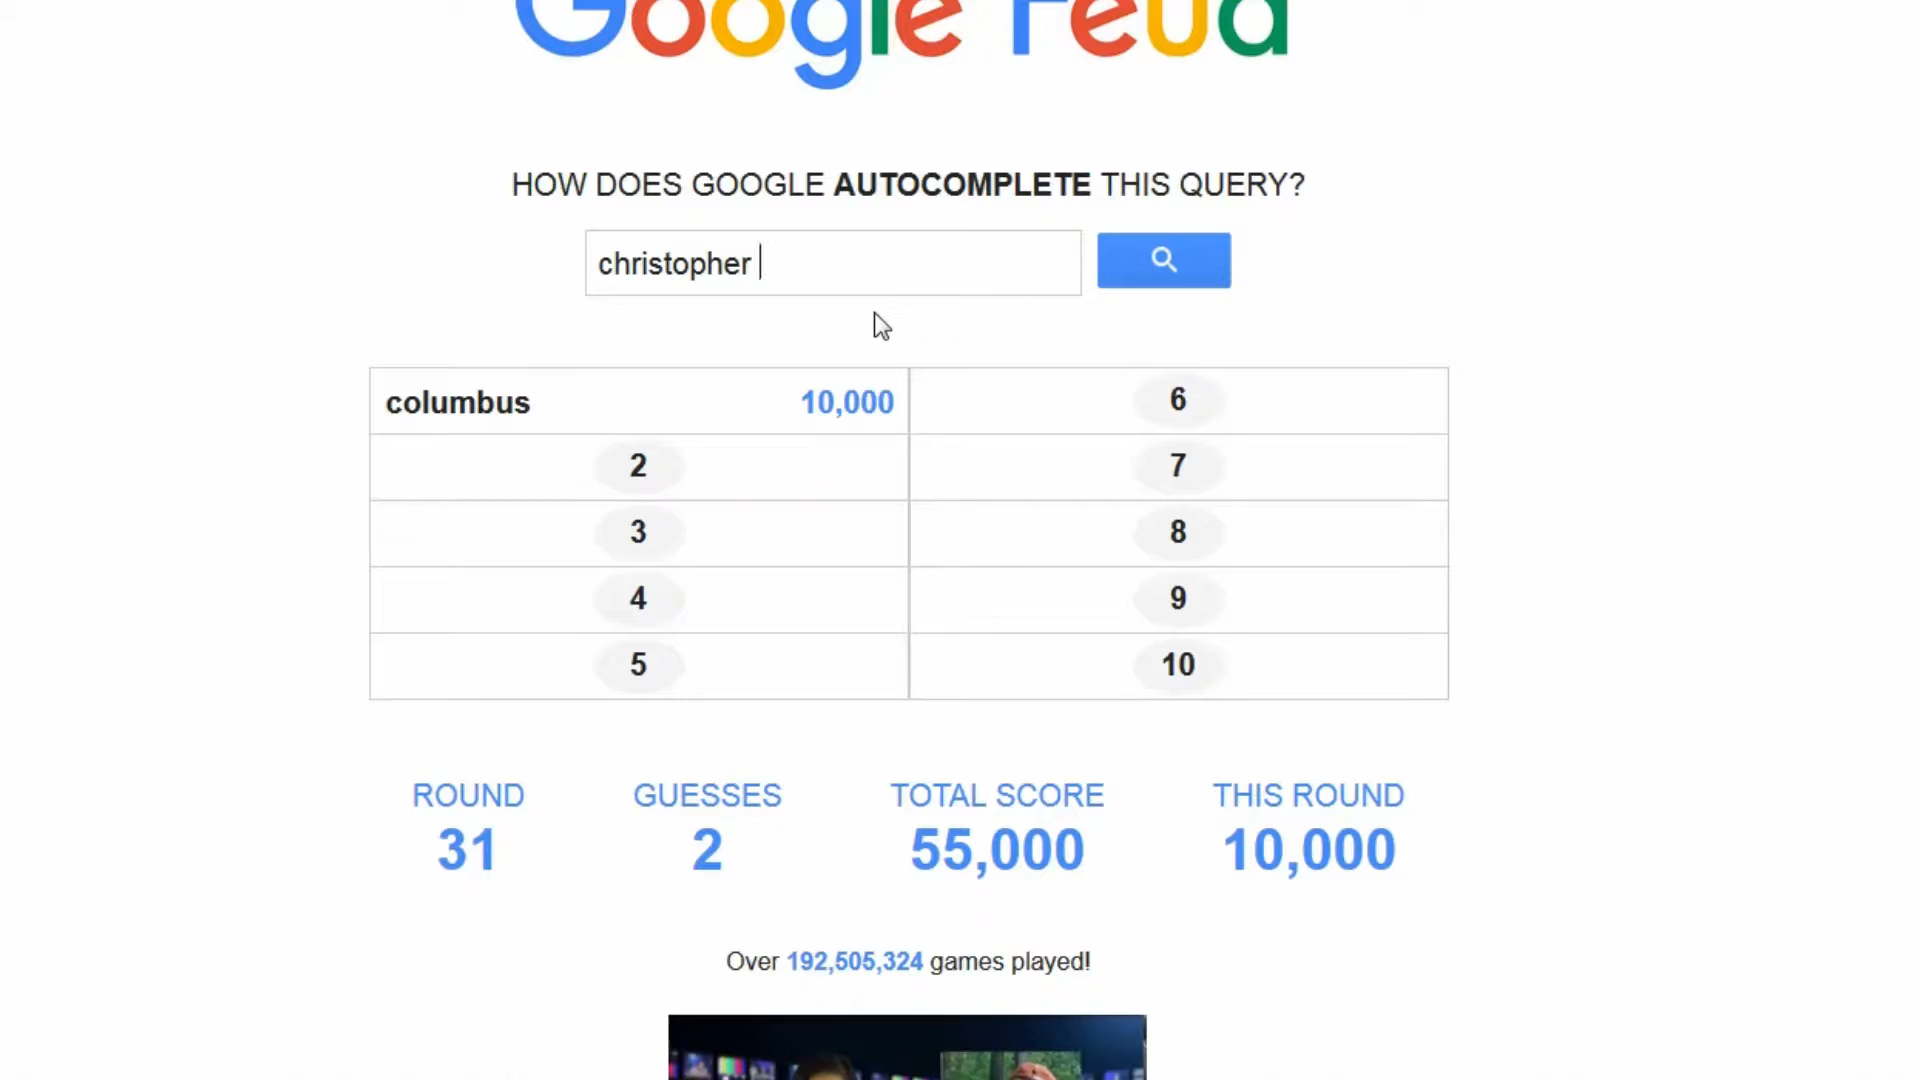 Google Feud
HOW DOES GOOGLE AUTOCOMPLETE THIS QUERY?
christopher
columbus 10,000
6
2
7
3
8
4
9
5
10
ROUND GUESSES TOTAL SCORE THIS ROUND
31 2 55,000 10,000
Over 192,505,324 games played!